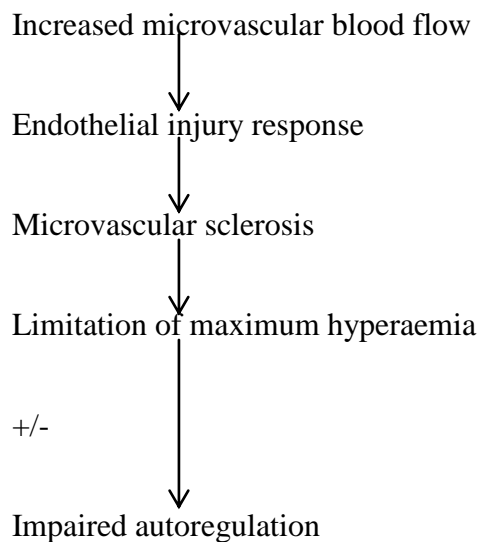 Increased microvascular blood flow
Endothelial injury response
Microvascular sclerosis
Limitation of maximum hyperaemia
+/-
Impaired autoregulation